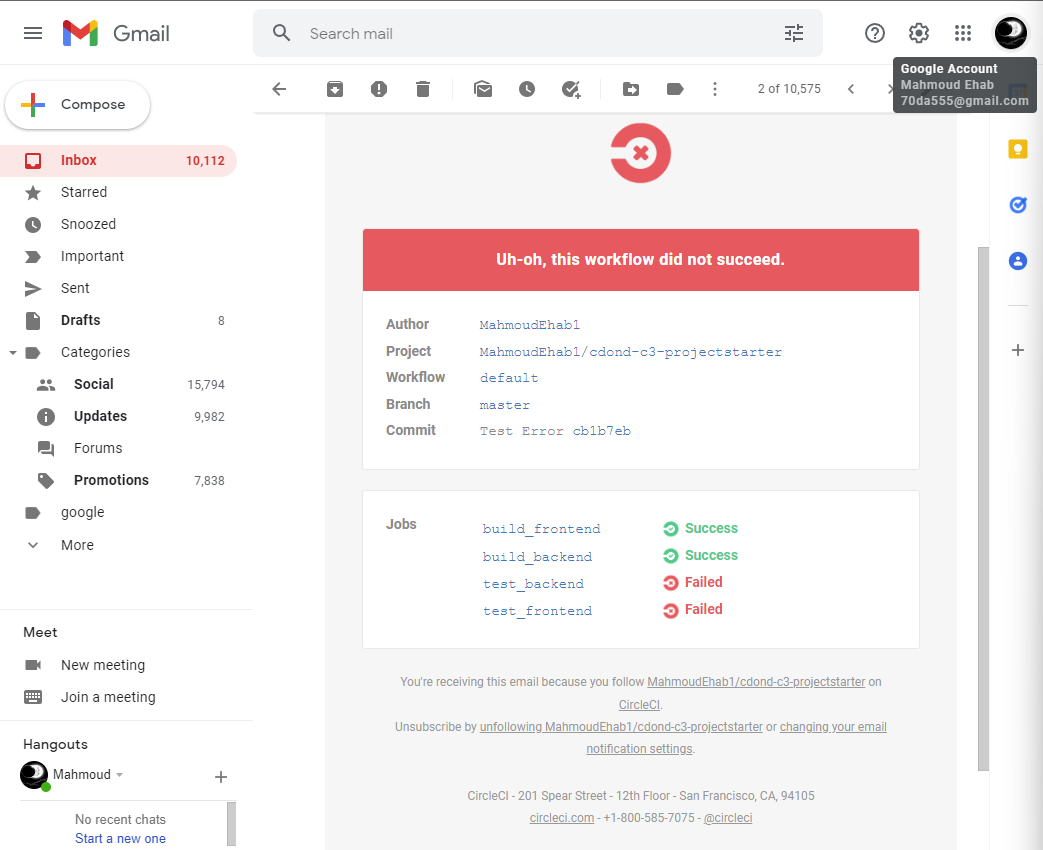 Gmail
Search mail
Google Account
Mahmoud Ehab
70da555@gmail.com
Compose
2 of 10,575
Inbox 10,112
Starred
Snoozed
Important
Sent
Drafts 8
Categories
Social 15,794
Updates 9,982
Forums
Promotions 7,838
google
More
Meet
New meeting
Join a meeting
Hangouts
Mahmoud
No recent chats
Start a new one
Uh-oh, this workflow did not succeed.
Author MahmoudEhab1
Project MahmoudEhab1/cdond-c3-projectstarter
Workflow default
Branch master
Commit Test Error cb1b7eb
Jobs build_frontend Success
build_backend Success
test_backend Failed
test_frontend Failed
You're receiving this email because you follow MahmoudEhab1/cdond-c3-projectstarter on
CircleCI.
Unsubscribe by unfollowing MahmoudEhab1/cdond-c3-projectstarter or changing your email
notification settings.
CircleCI - 201 Spear Street - 12th Floor - San Francisco, CA, 94105
circleci.com - +1-800-585-7075 - @circleci